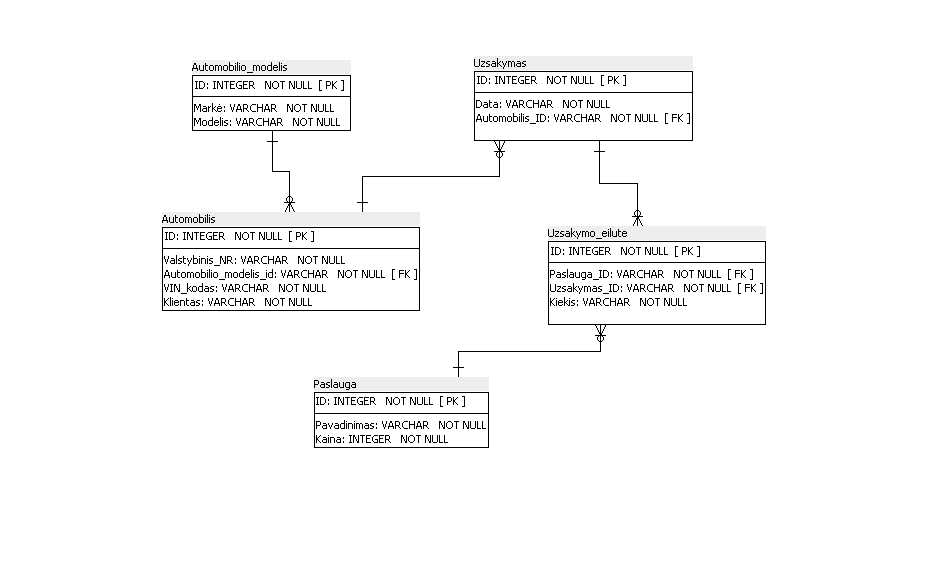 Automobilio_modelis
ID: INTEGER NOT NULL [ PK ]
Markė: VARCHAR NOT NULL
Modelis: VARCHAR NOT NULL
Uzsakymas
ID: INTEGER NOT NULL [ PK ]
Data: VARCHAR NOT NULL
Automobilis_ID: VARCHAR NOT NULL [ FK ]
Automobilis
ID: INTEGER NOT NULL [ PK ]
Valstybinis_NR: VARCHAR NOT NULL
Automobilio_modelis_id: VARCHAR NOT NULL [ FK ]
VIN_kodas: VARCHAR NOT NULL
Klientas: VARCHAR NOT NULL
Uzsakymo_eilute
ID: INTEGER NOT NULL [ PK ]
Paslauga_ID: VARCHAR NOT NULL [ FK ]
Uzsakymas_ID: VARCHAR NOT NULL [ FK ]
Kiekis: VARCHAR NOT NULL
Paslauga
ID: INTEGER NOT NULL [ PK ]
Pavadinimas: VARCHAR NOT NULL
Kaina: INTEGER NOT NULL